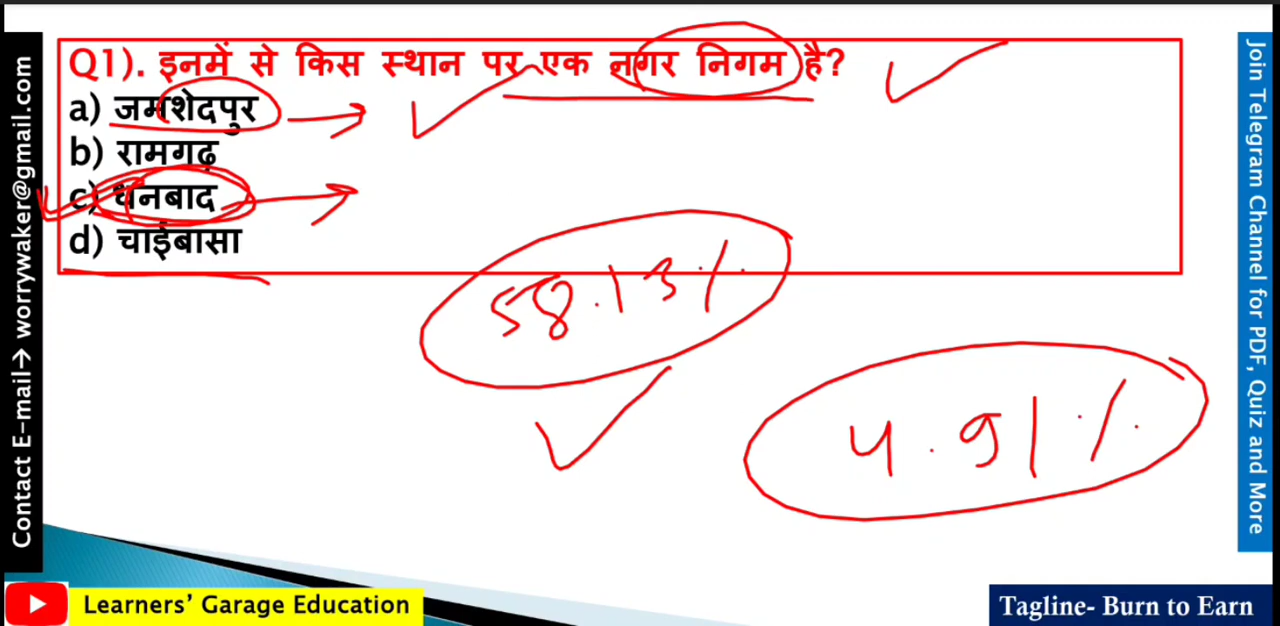 Q1). इनमें से किस स्थान पर एक नगर निगम है?
a) जमशेदपुर
b) रामगढ़
c) धनबाद
d) चाईबासा
58.13%
4.91%
Contact E-mail→ worrywaker@gmail.com
Join Telegram Channel for PDF, Quiz and More
Learners’ Garage Education
Tagline- Burn to Earn